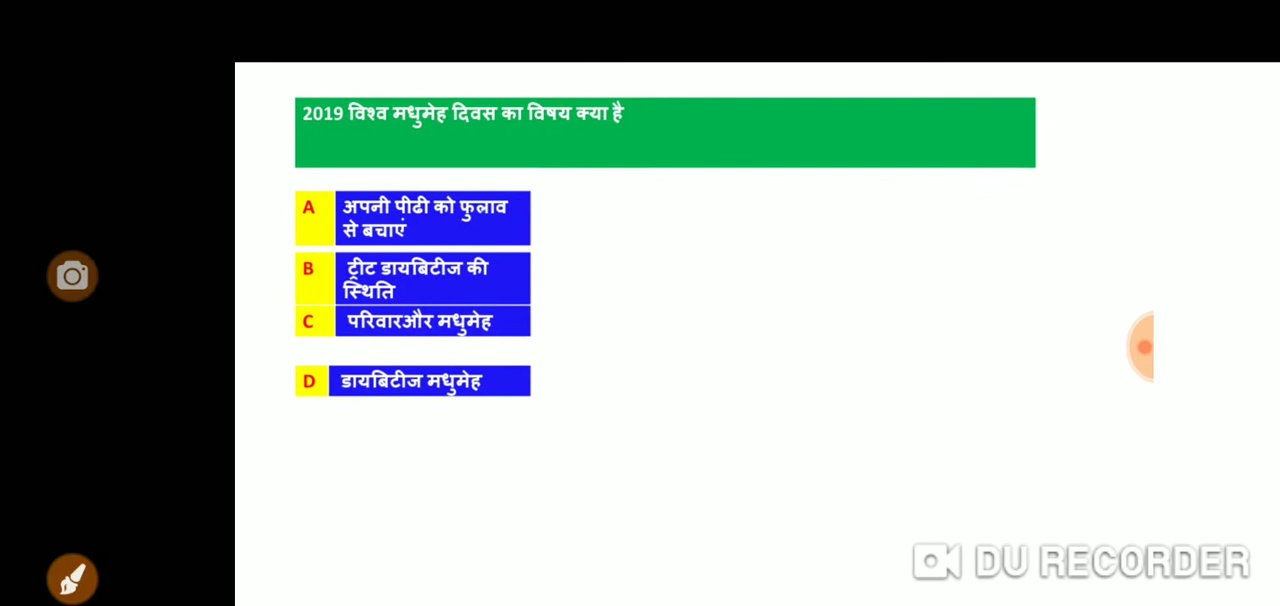 2019 विश्व मधुमेह दिवस का विषय क्या है
A अपनी पीढी को फुलाव
से बचाएं
B ट्रीट डायबिटीज की
स्थिति
C परिवारऔर मधुमेह
D डायबिटीज मधुमेह
DU RECORDER